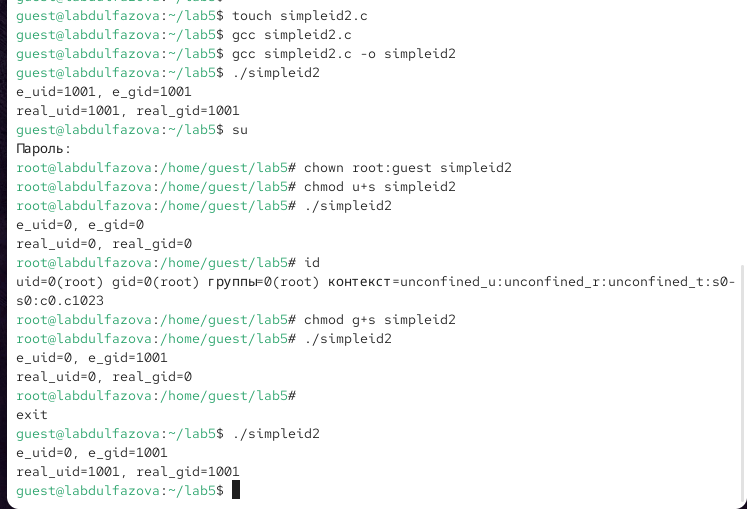 guest@labdulfazova:~/lab5$ touch simpleid2.c
guest@labdulfazova:~/lab5$ gcc simpleid2.c
guest@labdulfazova:~/lab5$ gcc simpleid2.c -o simpleid2
guest@labdulfazova:~/lab5$ ./simpleid2
e_uid=1001, e_gid=1001
real_uid=1001, real_gid=1001
guest@labdulfazova:~/lab5$ su
Пароль:
root@labdulfazova:/home/guest/lab5# chown root:guest simpleid2
root@labdulfazova:/home/guest/lab5# chmod u+s simpleid2
root@labdulfazova:/home/guest/lab5# ./simpleid2
e_uid=0, e_gid=0
real_uid=0, real_gid=0
root@labdulfazova:/home/guest/lab5# id
uid=0(root) gid=0(root) группы=0(root) контекст=unconfined_u:unconfined_r:unconfined_t:s0-
s0:c0.c1023
root@labdulfazova:/home/guest/lab5# chmod g+s simpleid2
root@labdulfazova:/home/guest/lab5# ./simpleid2
e_uid=0, e_gid=1001
real_uid=0, real_gid=0
root@labdulfazova:/home/guest/lab5#
exit
guest@labdulfazova:~/lab5$ ./simpleid2
e_uid=0, e_gid=1001
real_uid=1001, real_gid=1001
guest@labdulfazova:~/lab5$